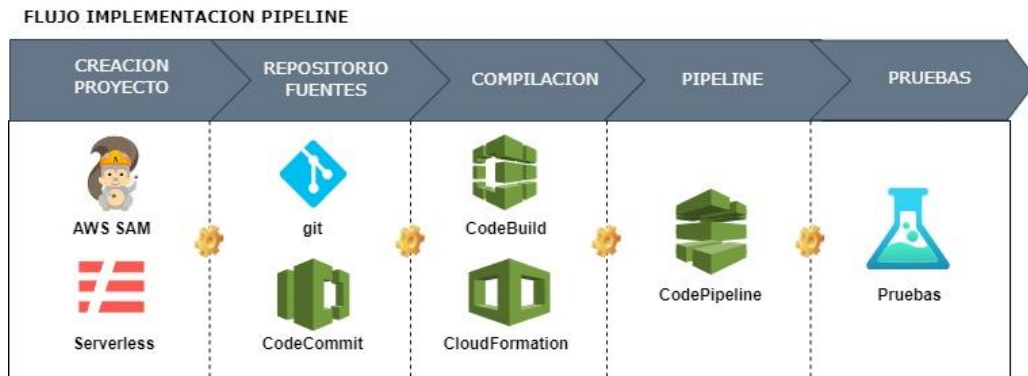 FLUJO IMPLEMENTACION PIPELINE
CREACION
PROYECTO
REPOSITORIO
FUENTES
COMPILACION
PIPELINE
PRUEBAS
AWS SAM
git
CodeBuild
CodePipeline
Pruebas
Serverless
CodeCommit
CloudFormation